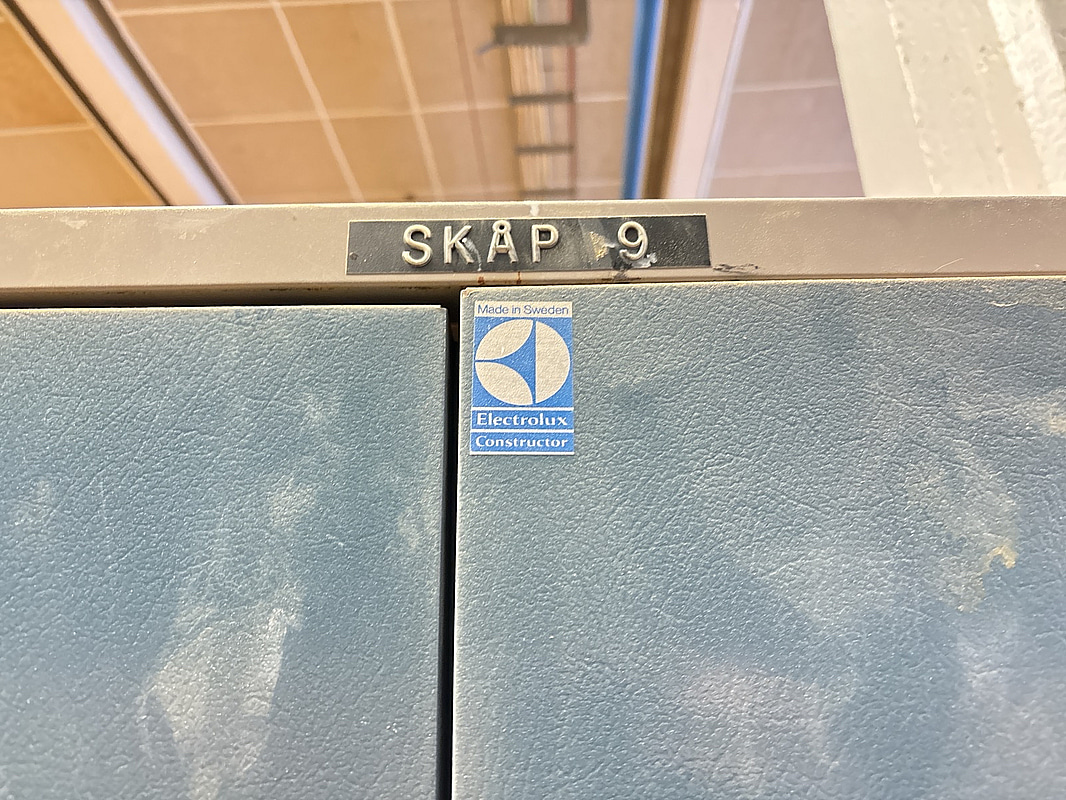 SKÅP 9
Made in Sweden
Electrolux
Constructor